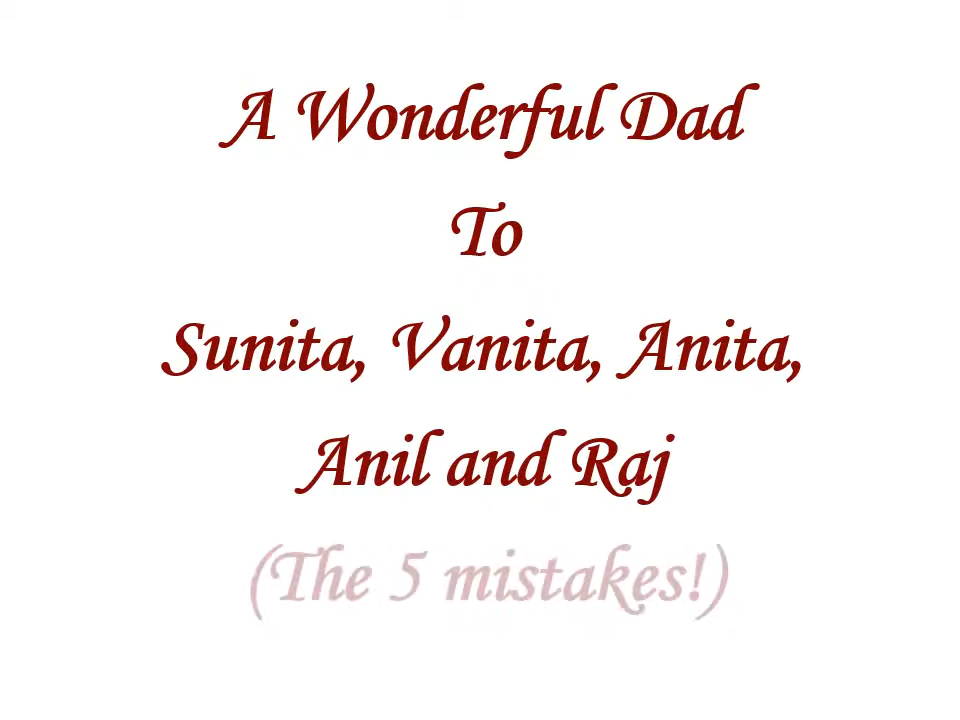 A Wonderful Dad
To
Sunita, Vanita, Anita,
Anil and Raj
(The 5 mistakes!)